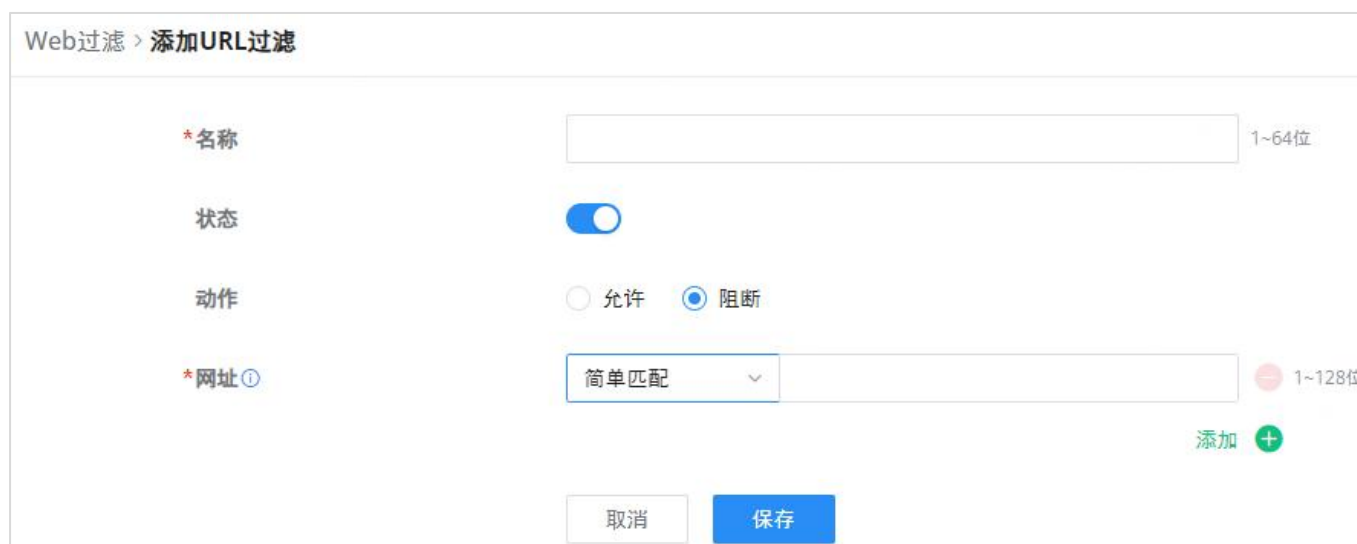 Web过滤 > 添加URL过滤
*名称 1~64位
状态
动作 允许 阻断
*网址 简单匹配 1~128位
添加
取消 保存